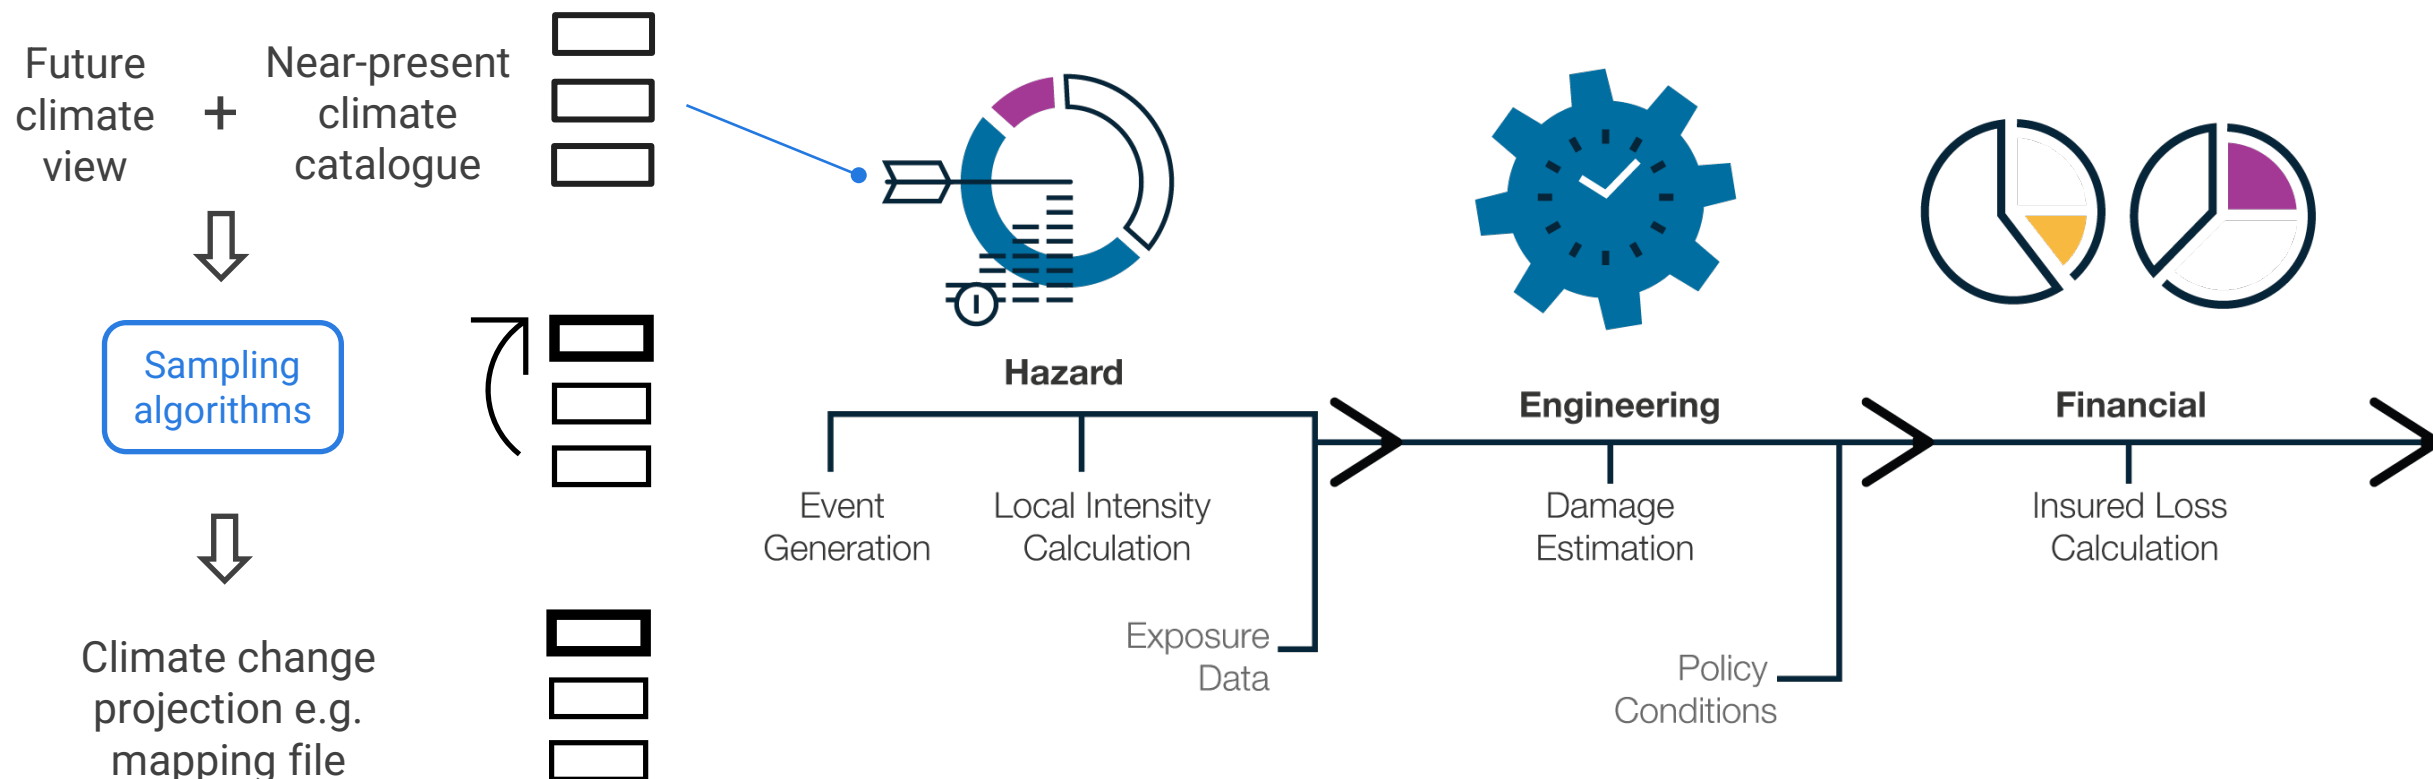 Future
climate
view
+
Near-present
climate
catalogue
Sampling
algorithms
Climate change
projection e.g.
mapping file
Hazard
Event
Generation
Local Intensity
Calculation
Exposure
Data
Engineering
Damage
Estimation
Policy
Conditions
Financial
Insured Loss
Calculation